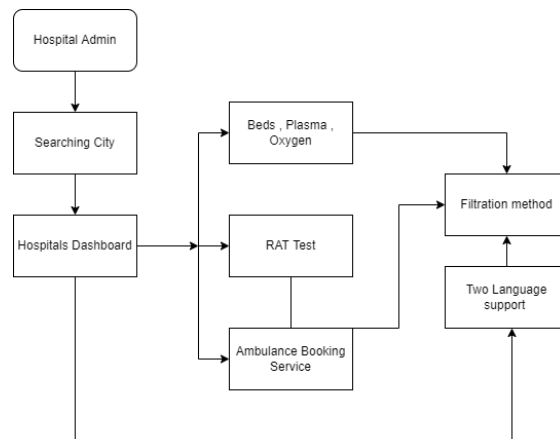 Hospital Admin
Searching City
Hospitals Dashboard
Beds , Plasma ,
Oxygen
RAT Test
Ambulance Booking
Service
Filtration method
Two Language
support